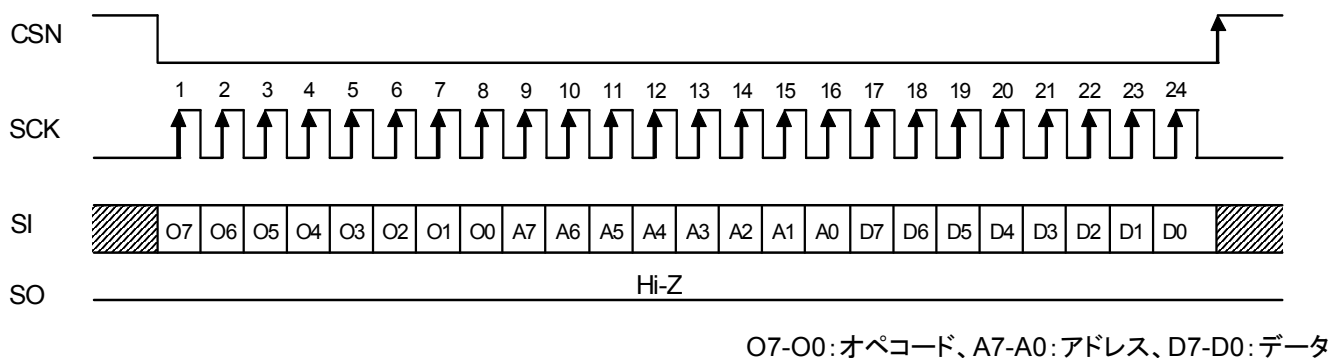 CSN
1 2 3 4 5 6 7 8 9 10 11 12 13 14 15 16 17 18 19 20 21 22 23 24
SCK
SI O7 O6 O5 O4 O3 O2 O1 O0 A7 A6 A5 A4 A3 A2 A1 A0 D7 D6 D5 D4 D3 D2 D1 D0
Hi-Z
SO
O7-O0:オペコード、A7-A0:アドレス、D7-D0:データ